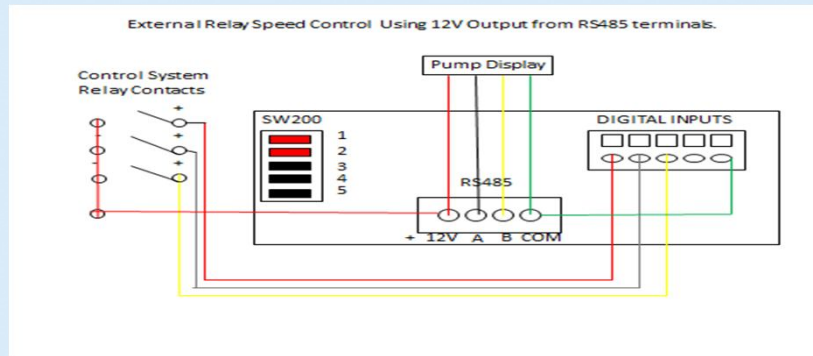 External Relay Speed Control Using 12V Output from RS485 terminals.
Pump Display
Control System
Relay Contacts
+
+
-
+
-
SW200
1
2
3
4
5
DIGITAL INPUTS
RS485
+ 12V A B COM